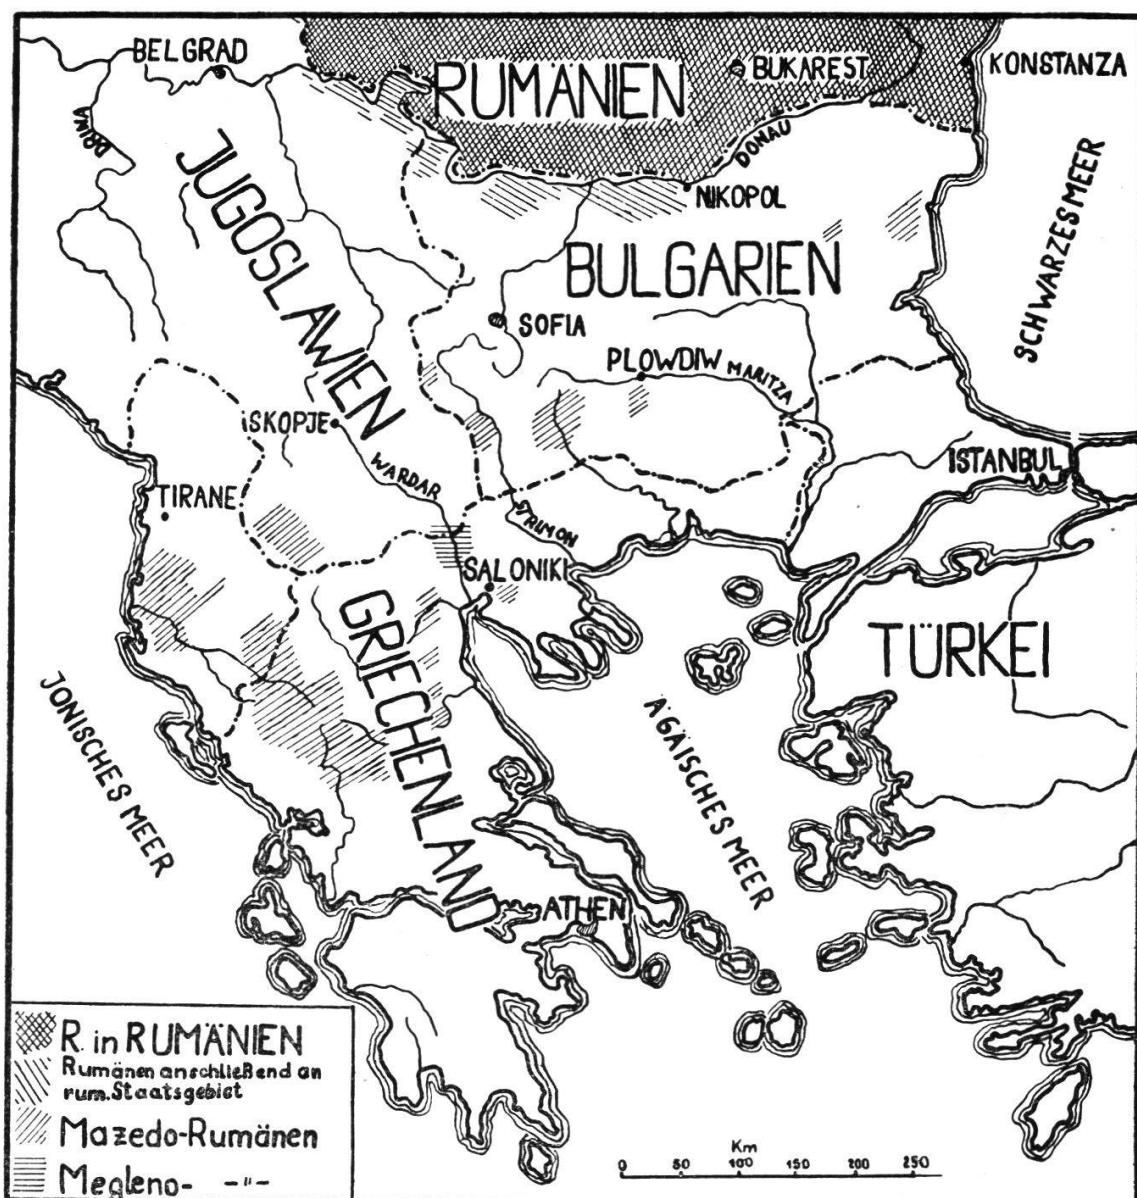 BELGRAD
RUMÄNIEN
BUKAREST
KONSTANZA
DRINA
DONAU
JUGOSLAWIEN
NIKOPOL
SCHWARZES MEER
BULGARIEN
SOFIA
PLOWDIW
MARITZA
SKOPJE
WARDAR
ISTANBUL
TIRANE
STRIMON
SALONIKI
GRIECHENLAND
TÜRKEI
JONISCHES MEER
ÄGÄISCHES MEER
ATHEN
R. in RUMÄNIEN
Rumänen anschließend an
rum. Staatsgebiet
Mazedo-Rumänen
Megleno- -"-
Km
0 50 100 150 200 250